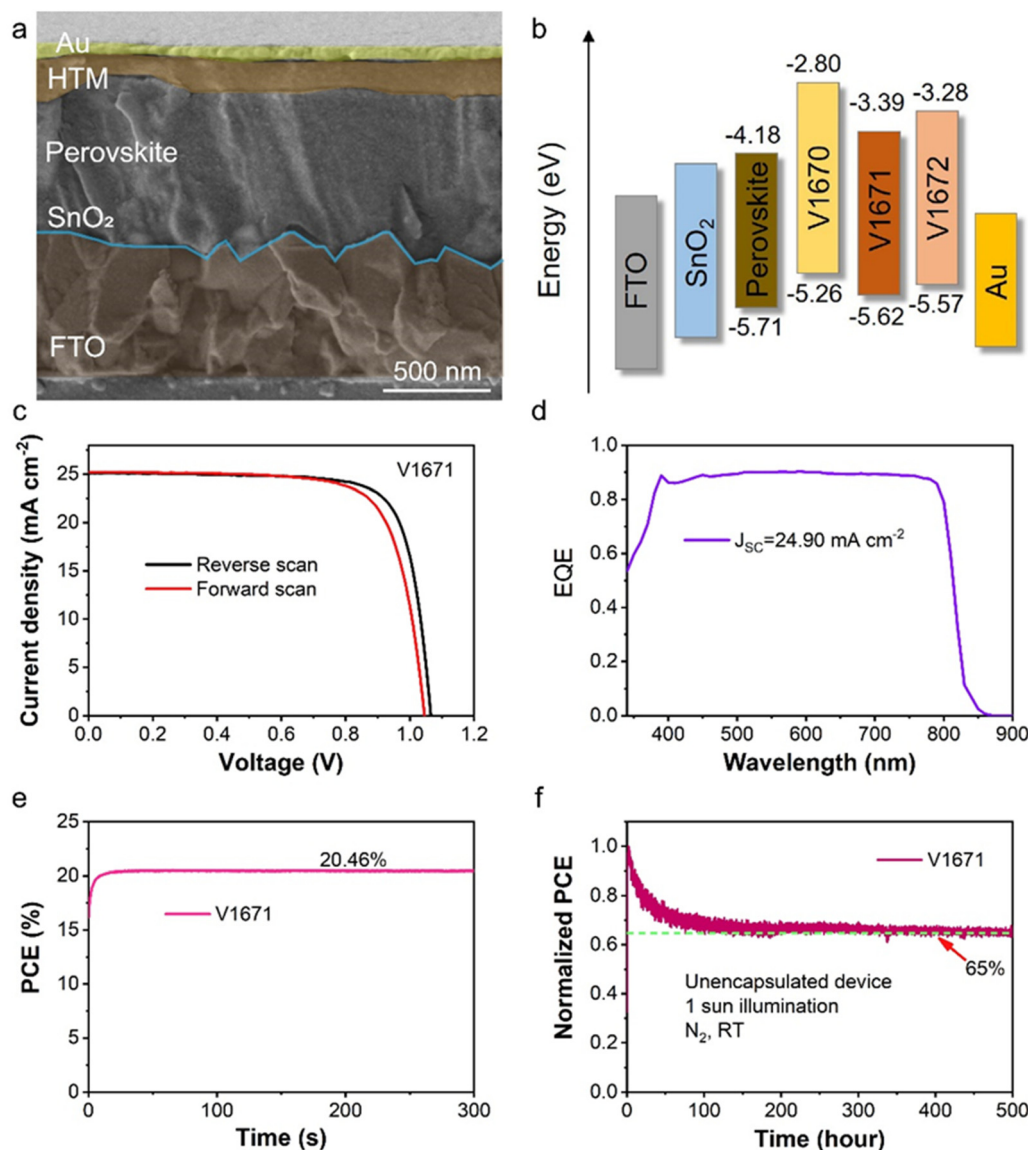 a
Au
HTM
Perovskite
SnO₂
FTO
500 nm
b
Energy (eV)
FTO
SnO₂
-4.18
Perovskite
-5.71
-2.80
V1670
-5.26
-3.39
V1671
-5.62
-3.28
V1672
-5.57
Au
c
Current density (mA cm⁻²)
25
20
15
10
5
0
V1671
Reverse scan
Forward scan
0.0 0.2 0.4 0.6 0.8 1.0 1.2
Voltage (V)
d
EQE
1.0
0.8
0.6
0.4
0.2
0.0
J_SC=24.90 mA cm⁻²
400 500 600 700 800 900
Wavelength (nm)
e
PCE (%)
25
20
15
10
5
0
20.46%
V1671
0 100 200 300
Time (s)
f
Normalized PCE
1.0
0.8
0.6
0.4
0.2
0.0
V1671
65%
Unencapsulated device
1 sun illumination
N₂, RT
0 100 200 300 400 500
Time (hour)